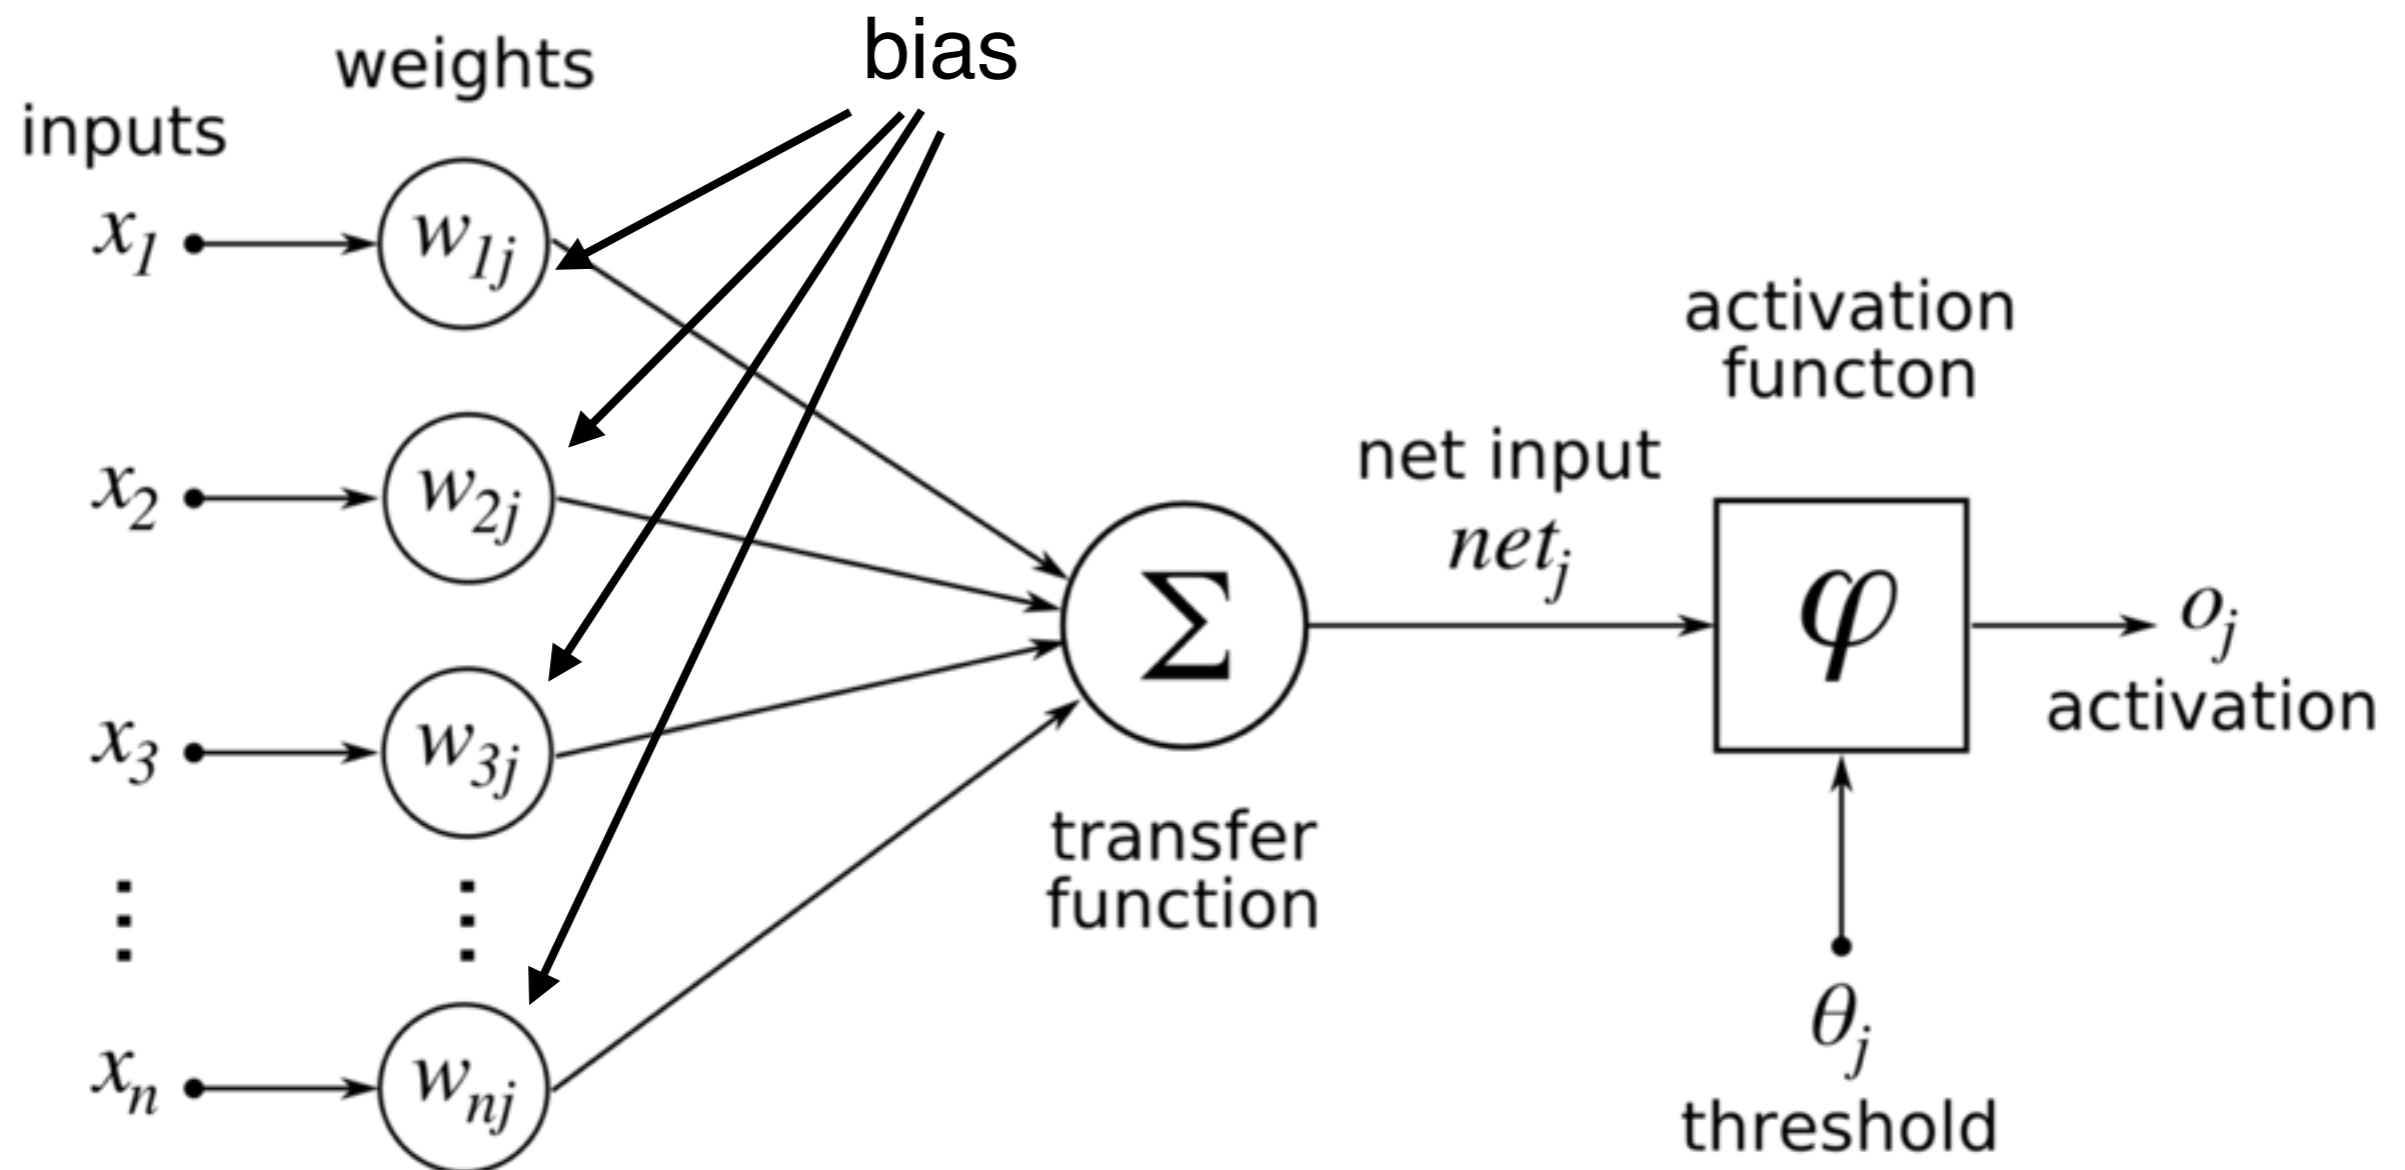 bias
weights
inputs
x1
w1j
x2
w2j
x3
w3j
⋮
⋮
xn
wnj
Σ
transfer
function
net input
netj
activation
functon
φ
oj
activation
θj
threshold